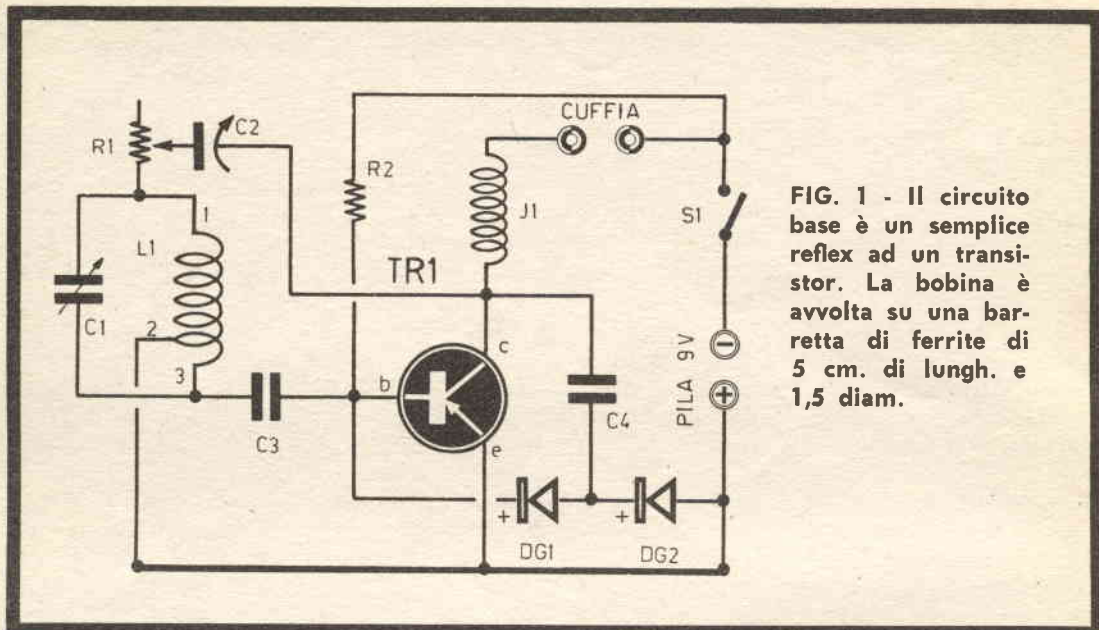 R1
C2
CUFFIA
R2
J1
S1
1
L1
TR1
C1
2
3
C3
b
c
e
C4
PILA 9V
−
+
+
+
DG1
DG2
FIG. 1 - Il circuito
base è un semplice
reflex ad un transi-
stor. La bobina è
avvolta su una bar-
retta di ferrite di
5 cm. di lungh. e
1,5 diam.